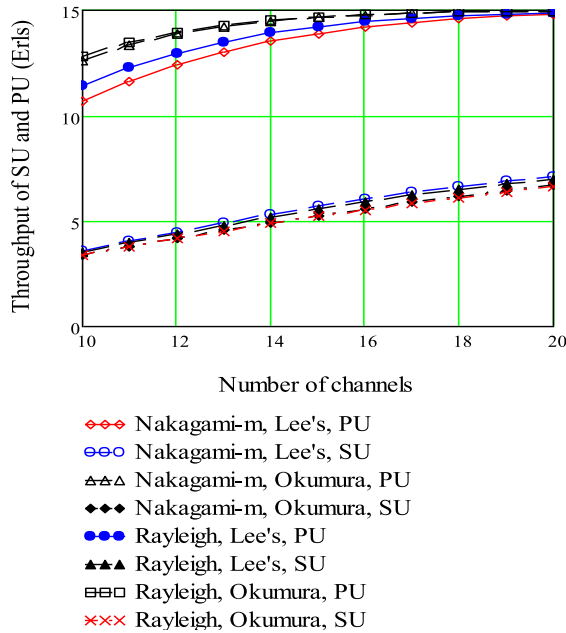 Throughput of SU and PU (Erls)
15
10
5
0
10
12
14
16
18
20
Number of channels
Nakagami-m, Lee's, PU
Nakagami-m, Lee's, SU
Nakagami-m, Okumura, PU
Nakagami-m, Okumura, SU
Rayleigh, Lee's, PU
Rayleigh, Lee's, SU
Rayleigh, Okumura, PU
Rayleigh, Okumura, SU